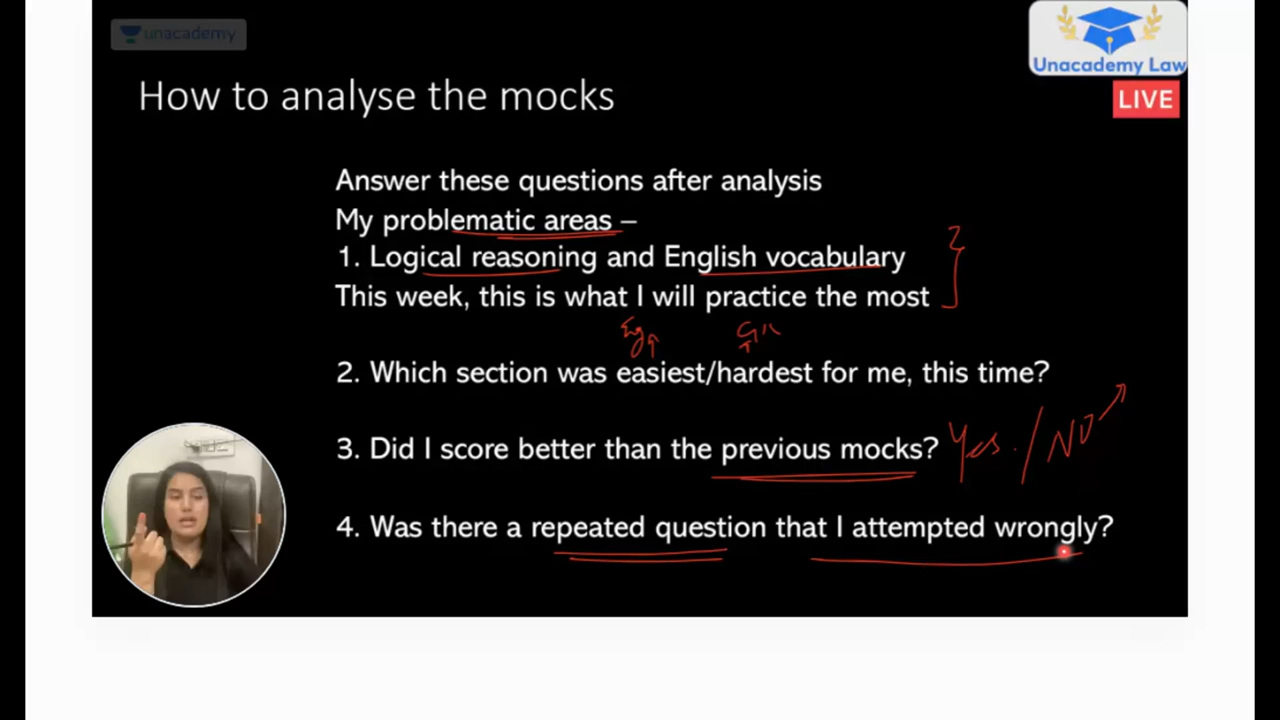 unacademy
Unacademy Law
LIVE
How to analyse the mocks
Answer these questions after analysis
My problematic areas –
1. Logical reasoning and English vocabulary
This week, this is what I will practice the most
Eng
2. Which section was easiest/hardest for me, this time?
3. Did I score better than the previous mocks? Yes. / NO
4. Was there a repeated question that I attempted wrongly?